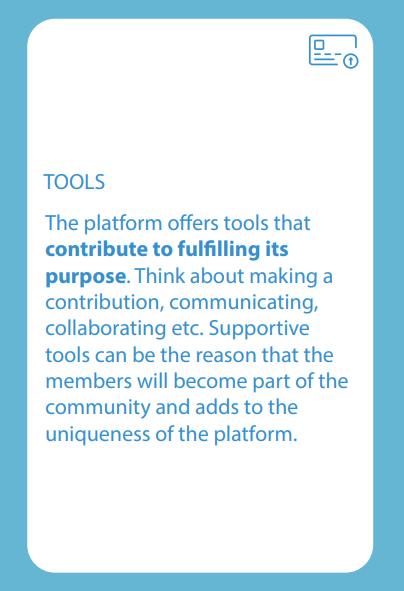 TOOLS
The platform offers tools that
contribute to fulfilling its
purpose. Think about making a
contribution, communicating,
collaborating etc. Supportive
tools can be the reason that the
members will become part of the
community and adds to the
uniqueness of the platform.